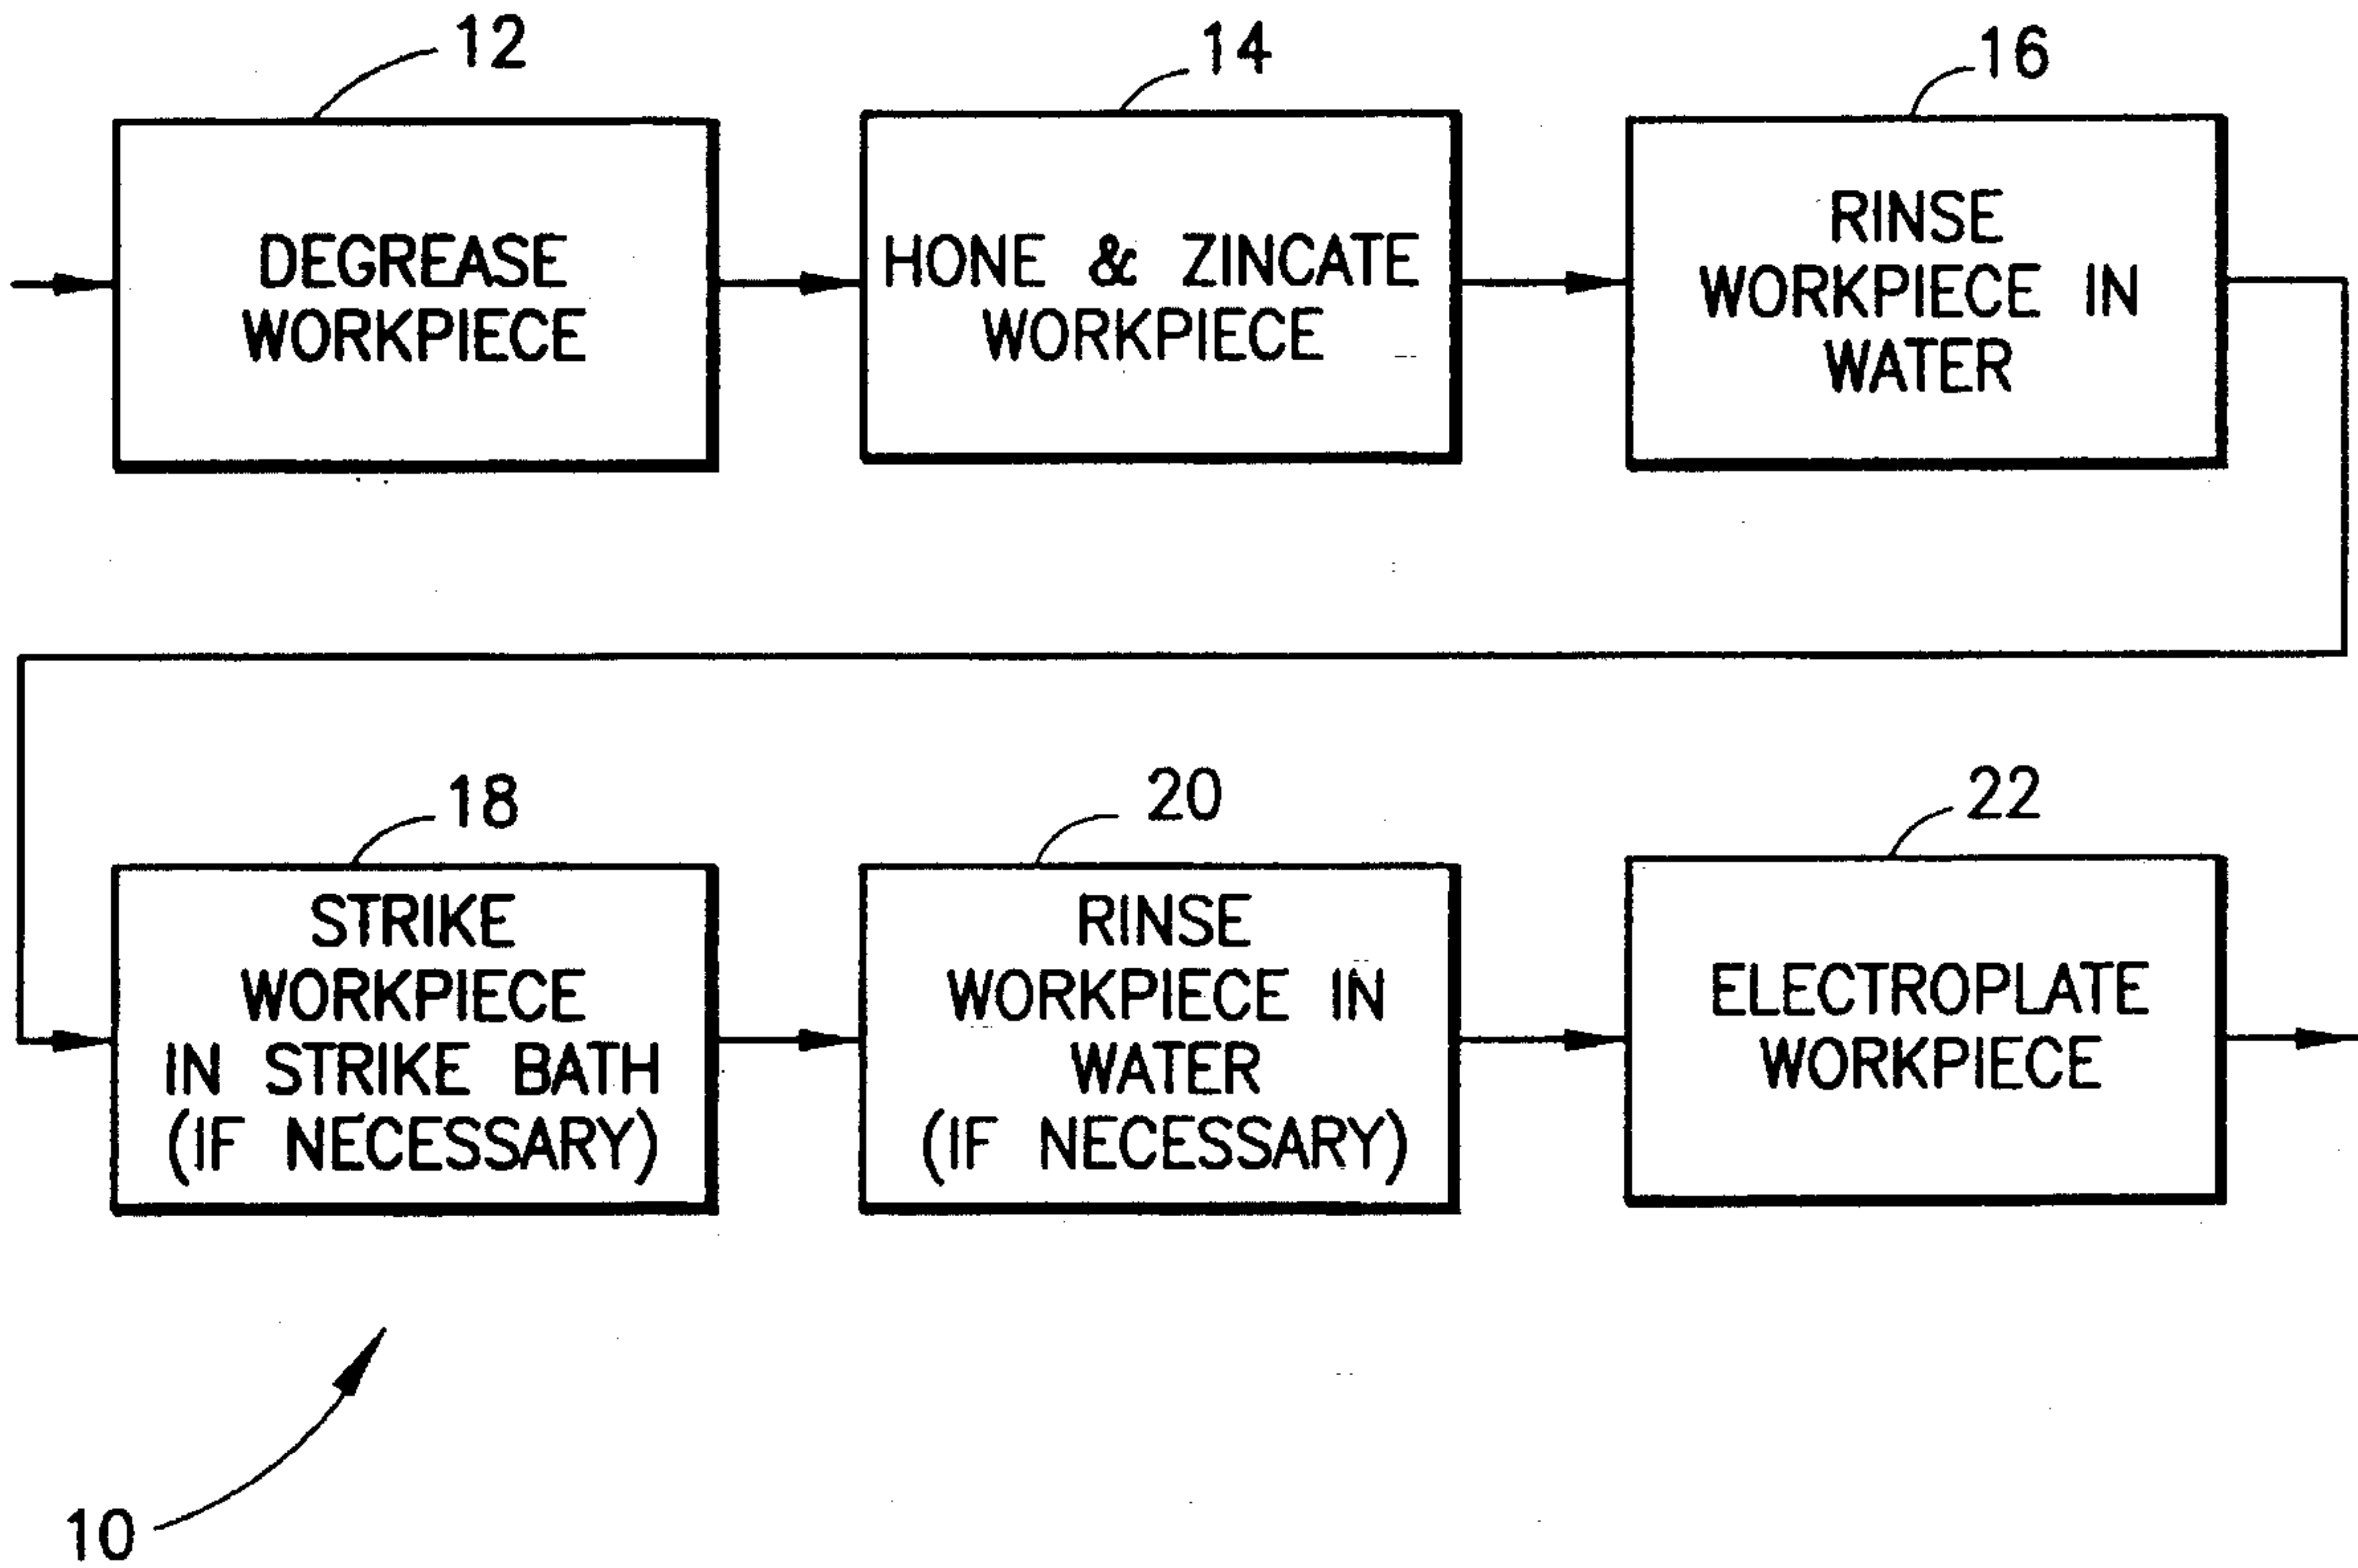 12
DEGREASE
WORKPIECE
14
HONE & ZINCATE
WORKPIECE
16
RINSE
WORKPIECE IN
WATER
18
STRIKE
WORKPIECE
IN STRIKE BATH
(IF NECESSARY)
20
RINSE
WORKPIECE IN
WATER
(IF NECESSARY)
22
ELECTROPLATE
WORKPIECE
10